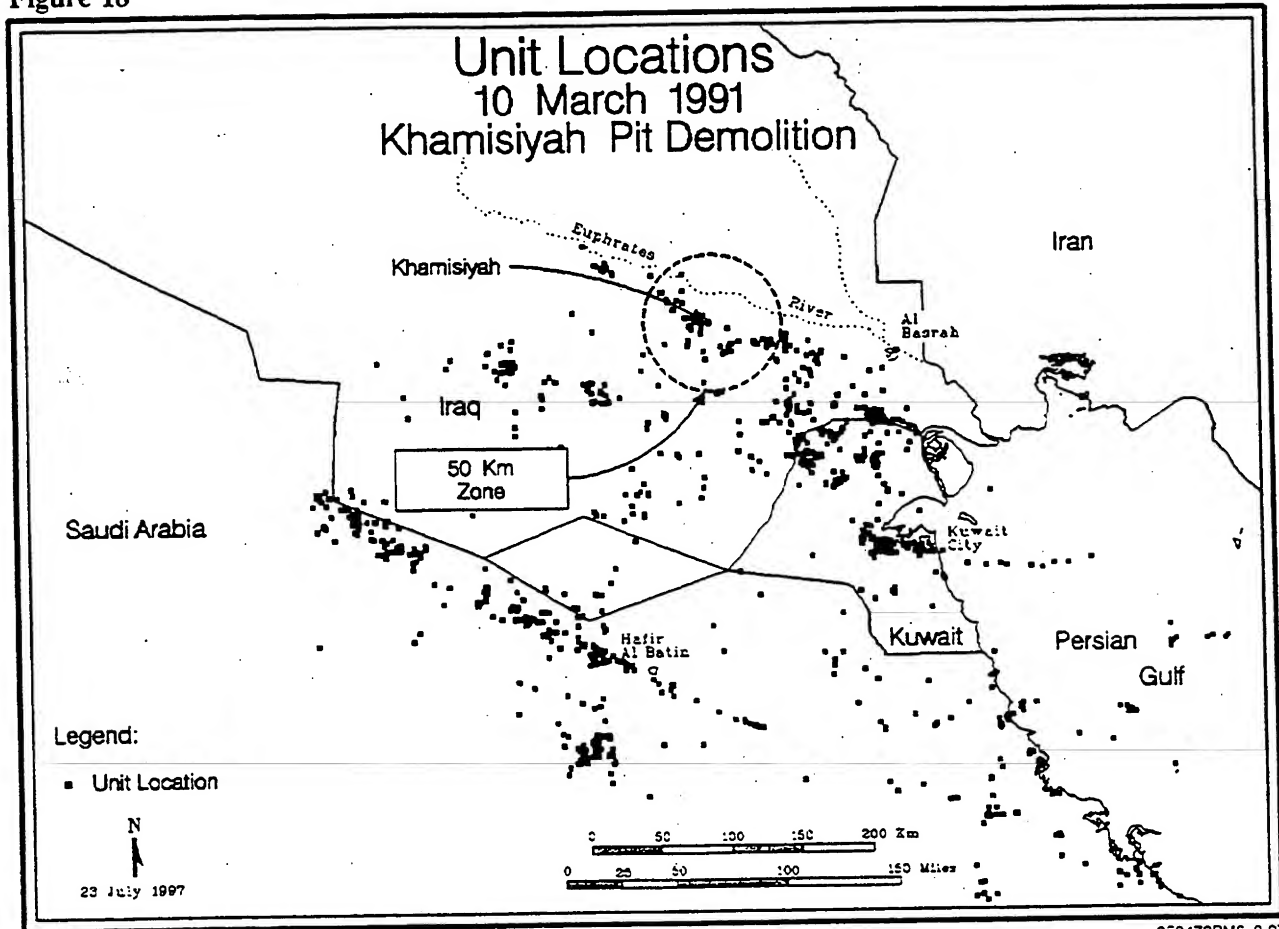 Unit Locations
10 March 1991
Khamisiyah Pit Demolition
Euphrates
River
Khamisiyah
Iran
Al
Basrah
Iraq
50 Km
Zone
Saudi Arabia
Kuwait
City
Hafir
Al Batin
Kuwait
Persian
Gulf
Legend:
Unit Location
N
23 July 1997
0 50 100 150 200 Km
0 25 50 100 150 Miles